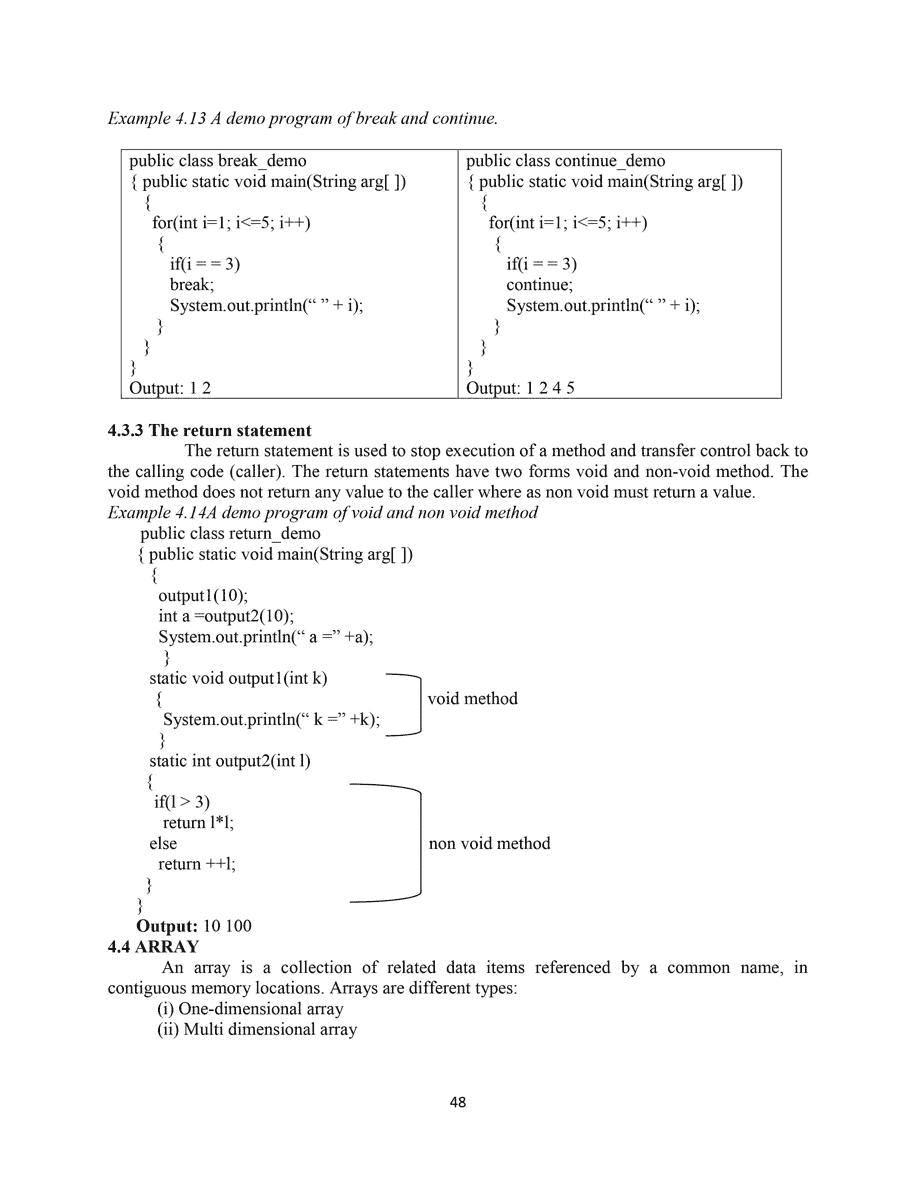 Example 4.13 A demo program of break and continue.
public class break_demo
{ public static void main(String arg[ ])
{
for(int i=1; i<=5; i++)
{
if(i = = 3)
break;
System.out.println(“ ” + i);
}
}
}
Output: 1 2
public class continue_demo
{ public static void main(String arg[ ])
{
for(int i=1; i<=5; i++)
{
if(i = = 3)
continue;
System.out.println(“ ” + i);
}
}
}
Output: 1 2 4 5
4.3.3 The return statement
The return statement is used to stop execution of a method and transfer control back to
the calling code (caller). The return statements have two forms void and non-void method. The
void method does not return any value to the caller where as non void must return a value.
Example 4.14A demo program of void and non void method
public class return_demo
{ public static void main(String arg[ ])
{
output1(10);
int a =output2(10);
System.out.println(“ a =” +a);
}
static void output1(int k)
{
void method
System.out.println(“ k =” +k);
}
static int output2(int l)
{
if(l > 3)
return l*l;
else
non void method
return ++l;
}
}
Output: 10 100
4.4 ARRAY
An array is a collection of related data items referenced by a common name, in
contiguous memory locations. Arrays are different types:
(i) One-dimensional array
(ii) Multi dimensional array
48